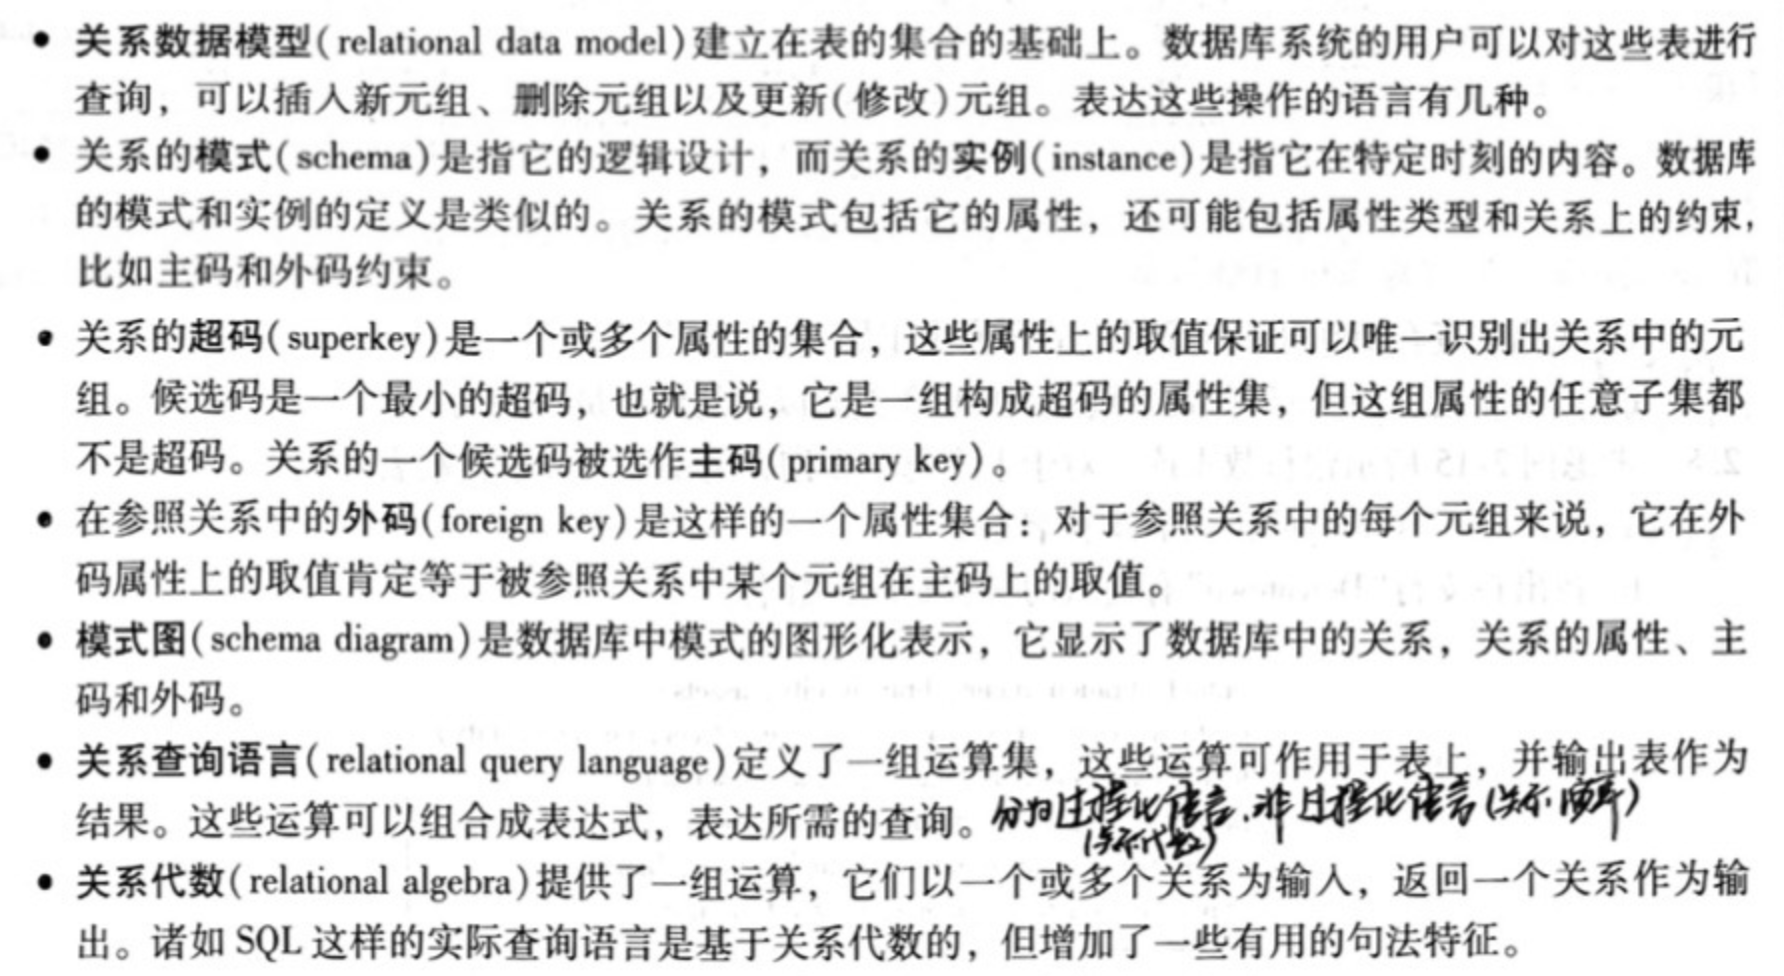 • 关系数据模型(relational data model)建立在表的集合的基础上。数据库系统的用户可以对这些表进行
查询，可以插入新元组、删除元组以及更新(修改)元组。表达这些操作的语言有几种。
• 关系的模式(schema)是指它的逻辑设计，而关系的实例(instance)是指它在特定时刻的内容。数据库
的模式和实例的定义是类似的。关系的模式包括它的属性，还可能包括属性类型和关系上的约束，
比如主码和外码约束。
• 关系的超码(superkey)是一个或多个属性的集合，这些属性上的取值保证可以唯一识别出关系中的元
组。候选码是一个最小的超码，也就是说，它是一组构成超码的属性集，但这组属性的任意子集都
不是超码。关系的一个候选码被选作主码(primary key)。
• 在参照关系中的外码(foreign key)是这样的一个属性集合：对于参照关系中的每个元组来说，它在外
码属性上的取值肯定等于被参照关系中某个元组在主码上的取值。
• 模式图(schema diagram)是数据库中模式的图形化表示，它显示了数据库中的关系，关系的属性、主
码和外码。
• 关系查询语言(relational query language)定义了一组运算集，这些运算可作用于表上，并输出表作为
结果。这些运算可以组合成表达式，表达所需的查询。分为过程化语言、非过程化语言(关系演算)
(关系代数)
• 关系代数(relational algebra)提供了一组运算，它们以一个或多个关系为输入，返回一个关系作为输
出。诸如 SQL 这样的实际查询语言是基于关系代数的，但增加了一些有用的句法特征。